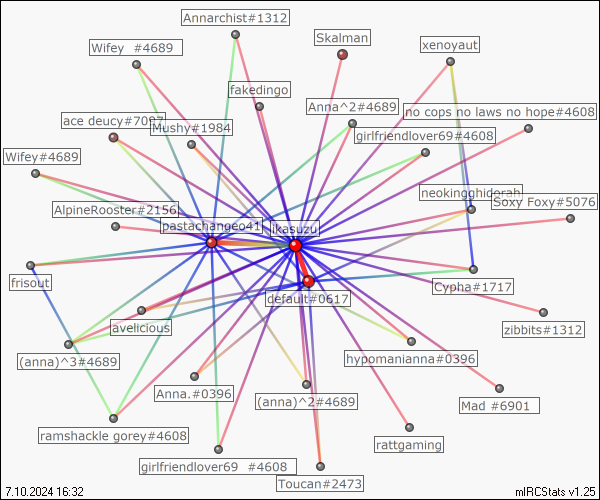 Annarchist#1312
Skalman
Wifey  #4689
xenoyaut
fakedingo
Anna^2#4689
no cops no laws no hope#4608
ace deucy#7097
Mushy#1984
girlfriendlover69#4608
Wifey#4689
neokingghidorah
Soxy Foxy#5076
AlpineRooster#2156
pastachangeo41
ikasuzu
frisout
Cypha#1717
default#0617
zibbits#1312
avelicious
(anna)^3#4689
hypomanianna#0396
Anna.#0396
(anna)^2#4689
Mad #6901
ramshackle gorey#4608
rattgaming
girlfriendlover69  #4608
Toucan#2473
7.10.2024 16:32
mIRCStats v1.25